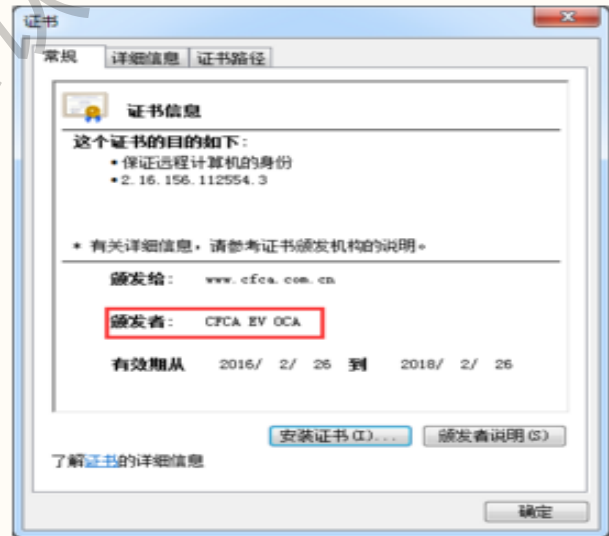 证书
常规 详细信息 证书路径
证书信息
这个证书的目的如下:
•保证远程计算机的身份
•2.16.156.112554.3
* 有关详细信息，请参考证书颁发机构的说明。
颁发给: www.cfca.com.cn
颁发者: CFCA EV OCA
有效期从 2016/ 2/ 26 到 2018/ 2/ 26
安装证书(I)... 颁发者说明(S)
了解证书的详细信息
确定